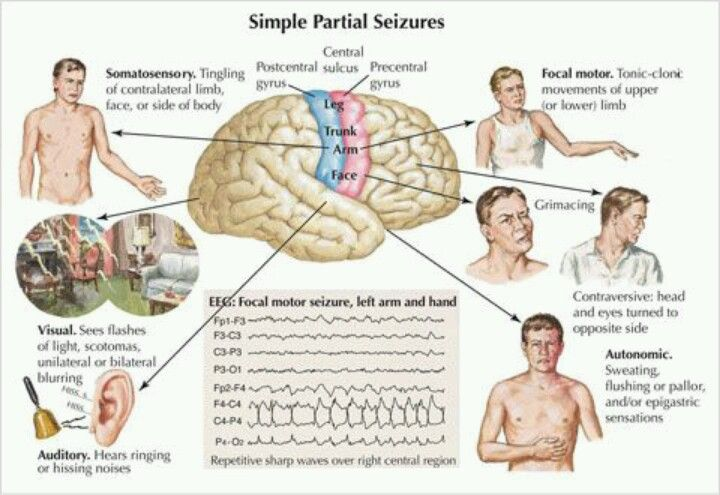 Simple Partial Seizures
Somatosensory. Tingling
of contralateral limb,
face, or side of body
Postcentral
gyrus
Central
sulcus
Precentral
gyrus
Leg
Trunk
Arm
Face
Focal motor. Tonic-clonic
movements of upper
(or lower) limb
Grimacing
Contraversive: head
and eyes turned to
opposite side
Visual. Sees flashes
of light, scotomas,
unilateral or bilateral
blurring
EEG: Focal motor seizure, left arm and hand
Fp1-F3
F3-C3
C3-P3
P3-O1
Fp2-F4
F4-C4
C4-P4
P4-O2
Repetitive sharp waves over right central region
Autonomic.
Sweating,
flushing or pallor,
and/or epigastric
sensations
HISS, S...
HISS...
Auditory. Hears ringing
or hissing noises